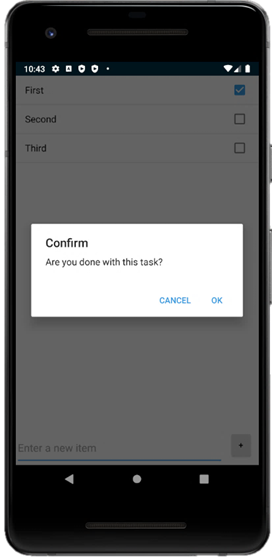 10:43
First
Second
Third
Confirm
Are you done with this task?
CANCEL OK
Enter a new item
+